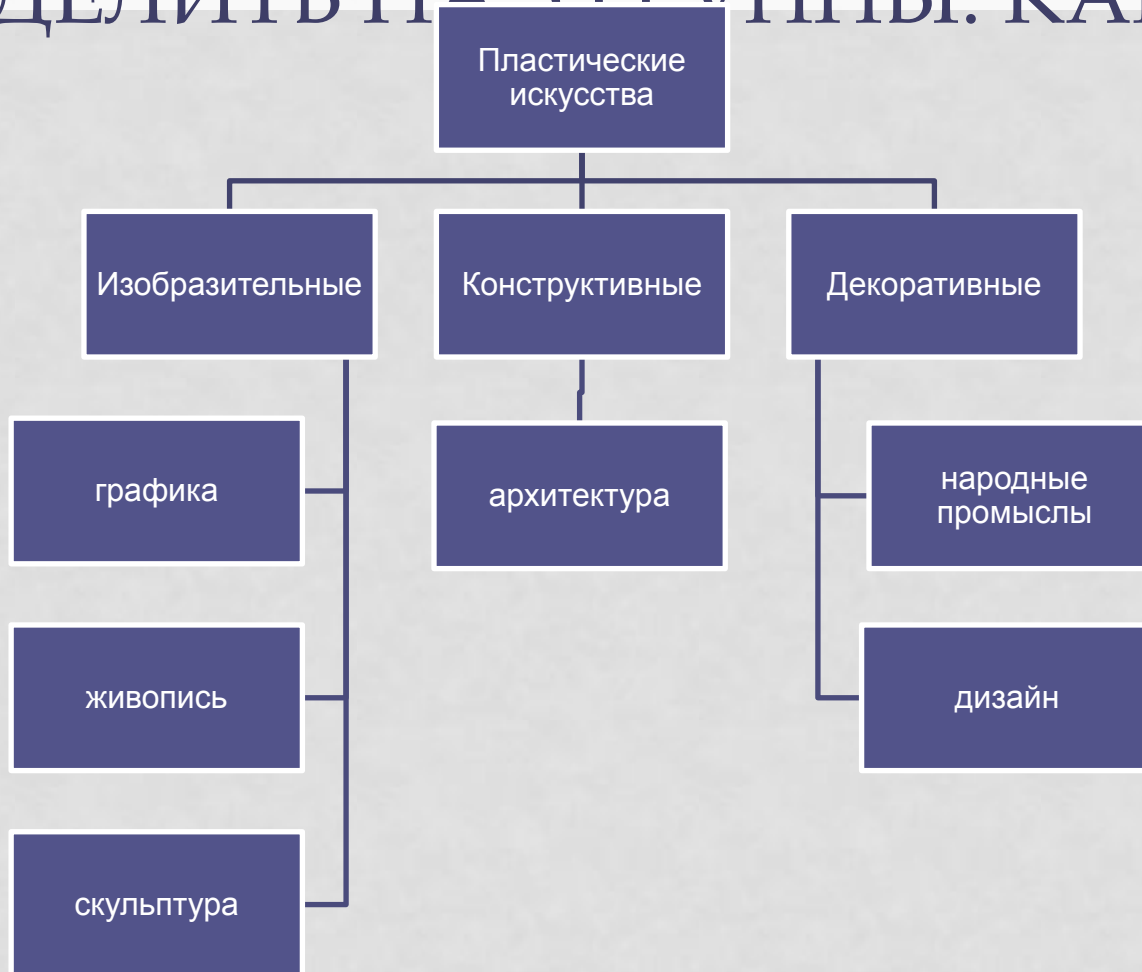 Пластические
искусства
Изобразительные
Конструктивные
Декоративные
графика
архитектура
народные
промыслы
живопись
дизайн
скульптура